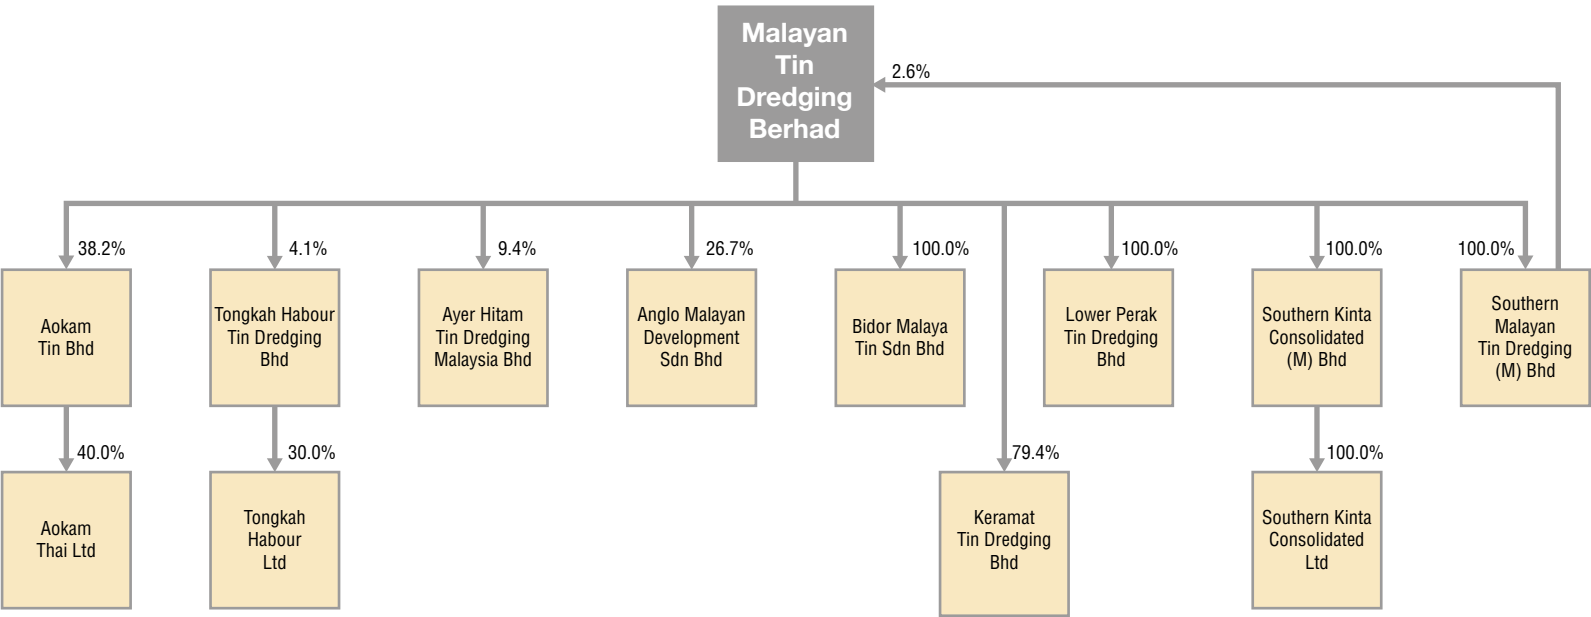 Malayan
Tin
Dredging
Berhad
2.6%
38.2%
4.1%
9.4%
26.7%
100.0%
100.0%
100.0%
100.0%
Aokam
Tin Bhd
Tongkah Habour
Tin Dredging
Bhd
Ayer Hitam
Tin Dredging
Malaysia Bhd
Anglo Malayan
Development
Sdn Bhd
Bidor Malaya
Tin Sdn Bhd
Lower Perak
Tin Dredging
Bhd
Southern Kinta
Consolidated
(M) Bhd
Southern
Malayan
Tin Dredging
(M) Bhd
40.0%
30.0%
79.4%
100.0%
Aokam
Thai Ltd
Tongkah
Habour
Ltd
Keramat
Tin Dredging
Bhd
Southern Kinta
Consolidated
Ltd